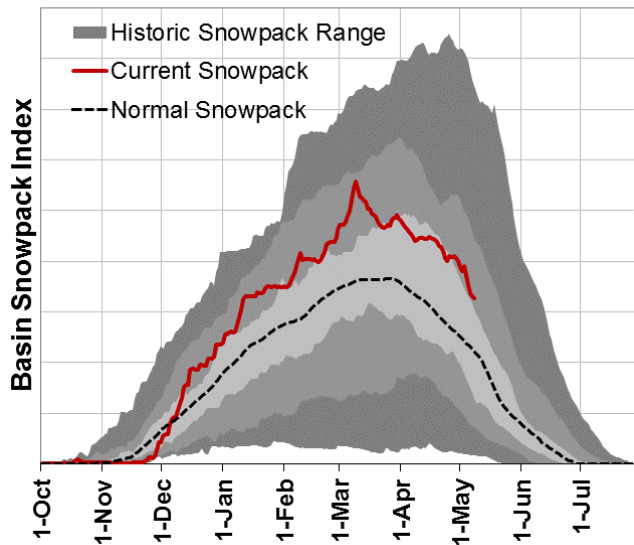 Historic Snowpack Range
Current Snowpack
Normal Snowpack
Basin Snowpack Index
1-Oct
1-Nov
1-Dec
1-Jan
1-Feb
1-Mar
1-Apr
1-May
1-Jun
1-Jul